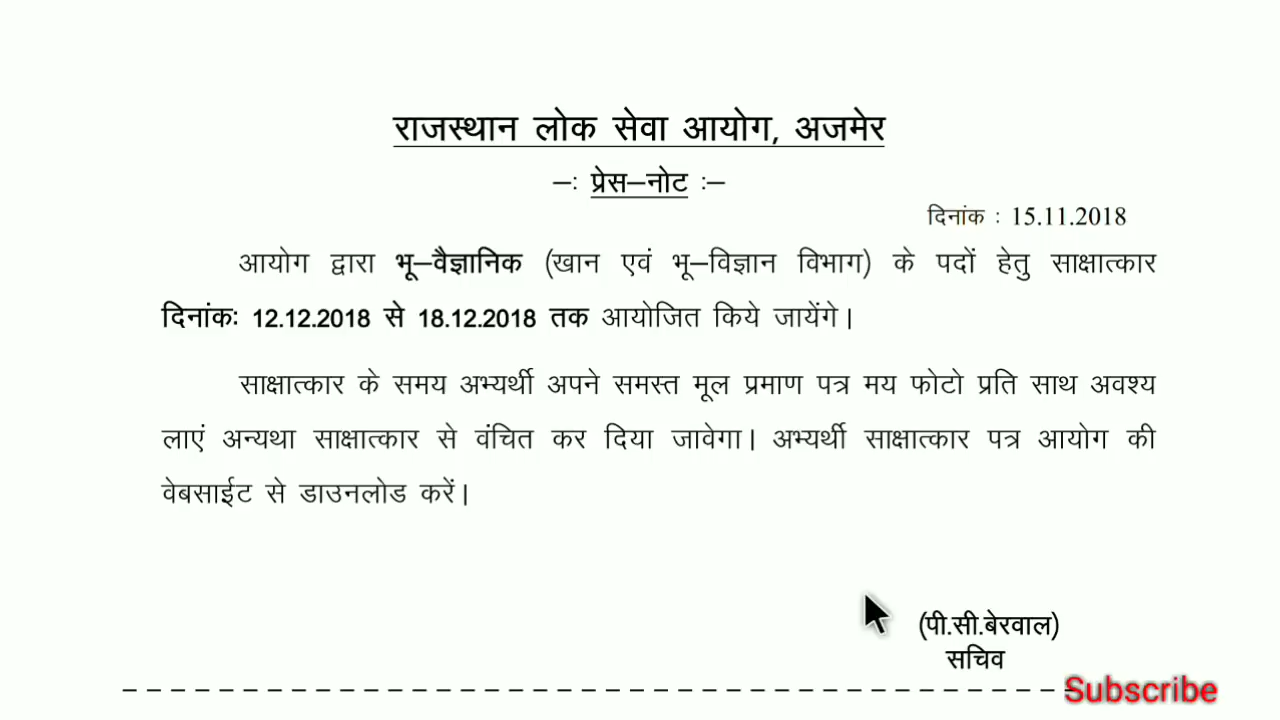 राजस्थान लोक सेवा आयोग, अजमेर
–: प्रेस–नोट :–
दिनांक : 15.11.2018
आयोग द्वारा भू–वैज्ञानिक (खान एवं भू–विज्ञान विभाग) के पदों हेतु साक्षात्कार
दिनांकः 12.12.2018 से 18.12.2018 तक आयोजित किये जायेंगे।
साक्षात्कार के समय अभ्यर्थी अपने समस्त मूल प्रमाण पत्र मय फोटो प्रति साथ अवश्य
लाएं अन्यथा साक्षात्कार से वंचित कर दिया जावेगा। अभ्यर्थी साक्षात्कार पत्र आयोग की
वेबसाईट से डाउनलोड करें।
(पी.सी.बेरवाल)
सचिव
Subscribe